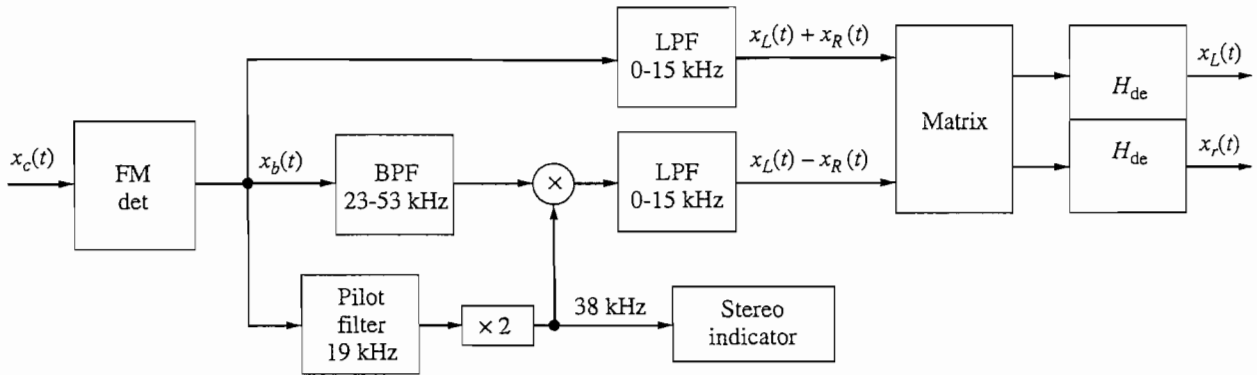 LPF
0-15 kHz
x_L(t) + x_R(t)
Matrix
H_de
x_L(t)
x_c(t)
FM
det
x_b(t)
BPF
23-53 kHz
×
LPF
0-15 kHz
x_L(t) − x_R(t)
H_de
x_r(t)
Pilot
filter
19 kHz
× 2
38 kHz
Stereo
indicator